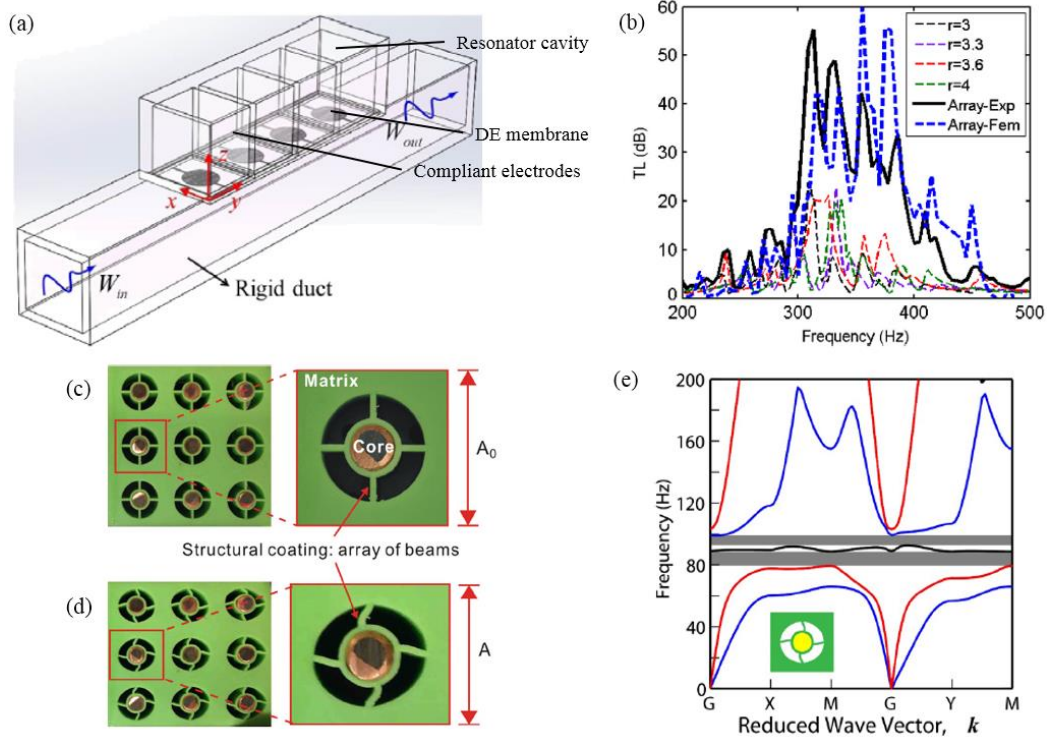 (a)
Resonator cavity
W_out
DE membrane
Compliant electrodes
z
x
y
W_in
Rigid duct
(b)
60
50
40
30
20
10
0
TL (dB)
200
300
400
500
Frequency (Hz)
r=3
r=3.3
r=3.6
r=4
Array-Exp
Array-Fem
(c)
Matrix
Core
A₀
Structural coating: array of beams
(d)
A
(e)
200
160
120
80
40
0
Frequency (Hz)
G X M G Y M
Reduced Wave Vector, k